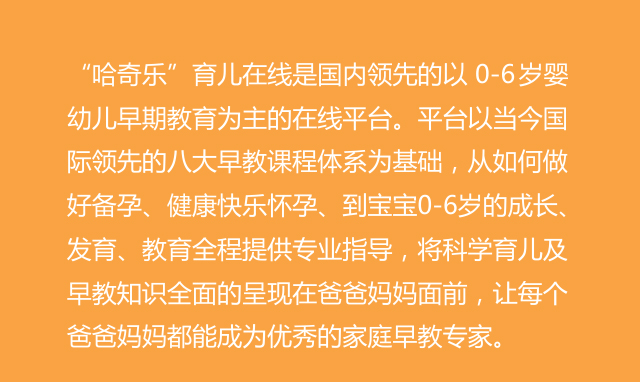 “哈奇乐”育儿在线是国内领先的以 0-6岁婴
幼儿早期教育为主的在线平台。平台以当今国
际领先的八大早教课程体系为基础，从如何做
好备孕、健康快乐怀孕、到宝宝0-6岁的成长、
发育、教育全程提供专业指导，将科学育儿及
早教知识全面的呈现在爸爸妈妈面前，让每个
爸爸妈妈都能成为优秀的家庭早教专家。